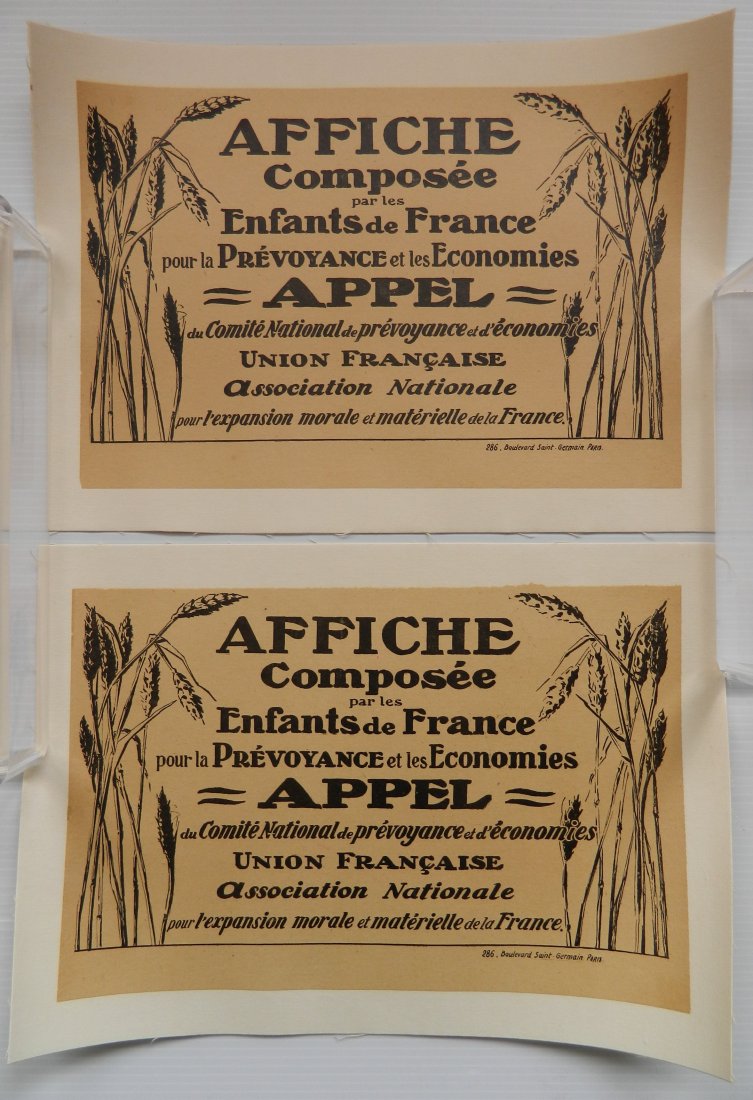 AFFICHE
Composée
par les
Enfants de France
pour la PRÉVOYANCE et les Economies
= APPEL =
du Comité National de prévoyance et d'économies
UNION FRANÇAISE
Association Nationale
pour l'expansion morale et matérielle de la France.
286, Boulevard Saint-Germain PARIS.
AFFICHE
Composée
par les
Enfants de France
pour la PRÉVOYANCE et les Economies
= APPEL =
du Comité National de prévoyance et d'économies
UNION FRANÇAISE
Association Nationale
pour l'expansion morale et matérielle de la France.
286, Boulevard Saint-Germain PARIS.